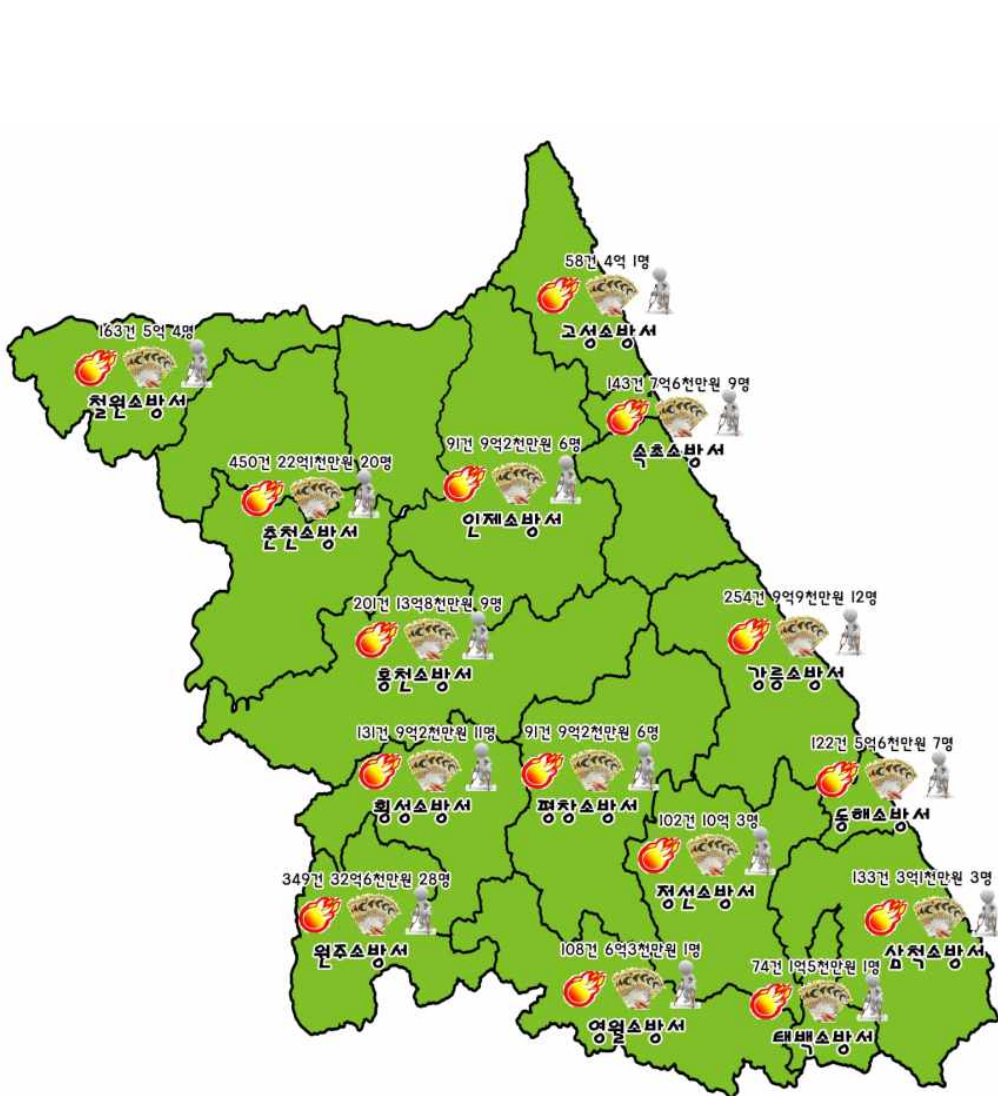 58건 4억 1명
고성소방서
163건 5억 4명
철원소방서
143건 7억6천만원 9명
속초소방서
91건 9억2천만원 6명
인제소방서
450건 22억1천만원 20명
춘천소방서
201건 13억8천만원 9명
홍천소방서
254건 9억9천만원 12명
강릉소방서
131건 9억2천만원 11명
횡성소방서
91건 9억2천만원 6명
평창소방서
122건 5억6천만원 7명
동해소방서
102건 10억 3명
정선소방서
349건 32억6천만원 28명
원주소방서
133건 3억1천만원 3명
삼척소방서
108건 6억3천만원 1명
영월소방서
74건 1억5천만원 1명
태백소방서